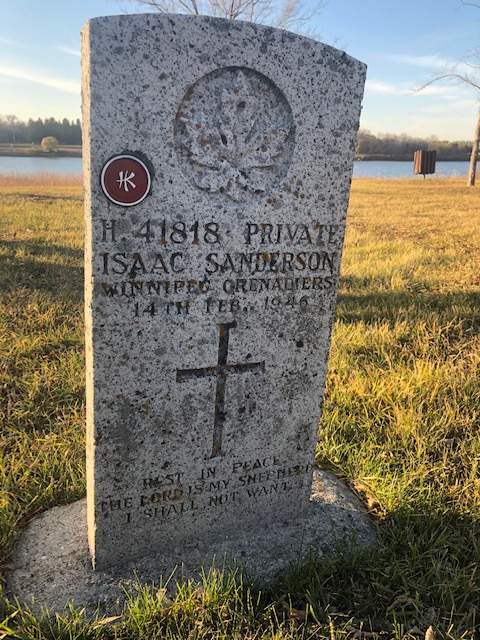 HK
H. 41818 PRIVATE
ISAAC SANDERSON
WINNIPEG GRENADIERS
14TH FEB. 1946
REST IN PEACE
THE LORD IS MY SHEPHERD
I SHALL NOT WANT.